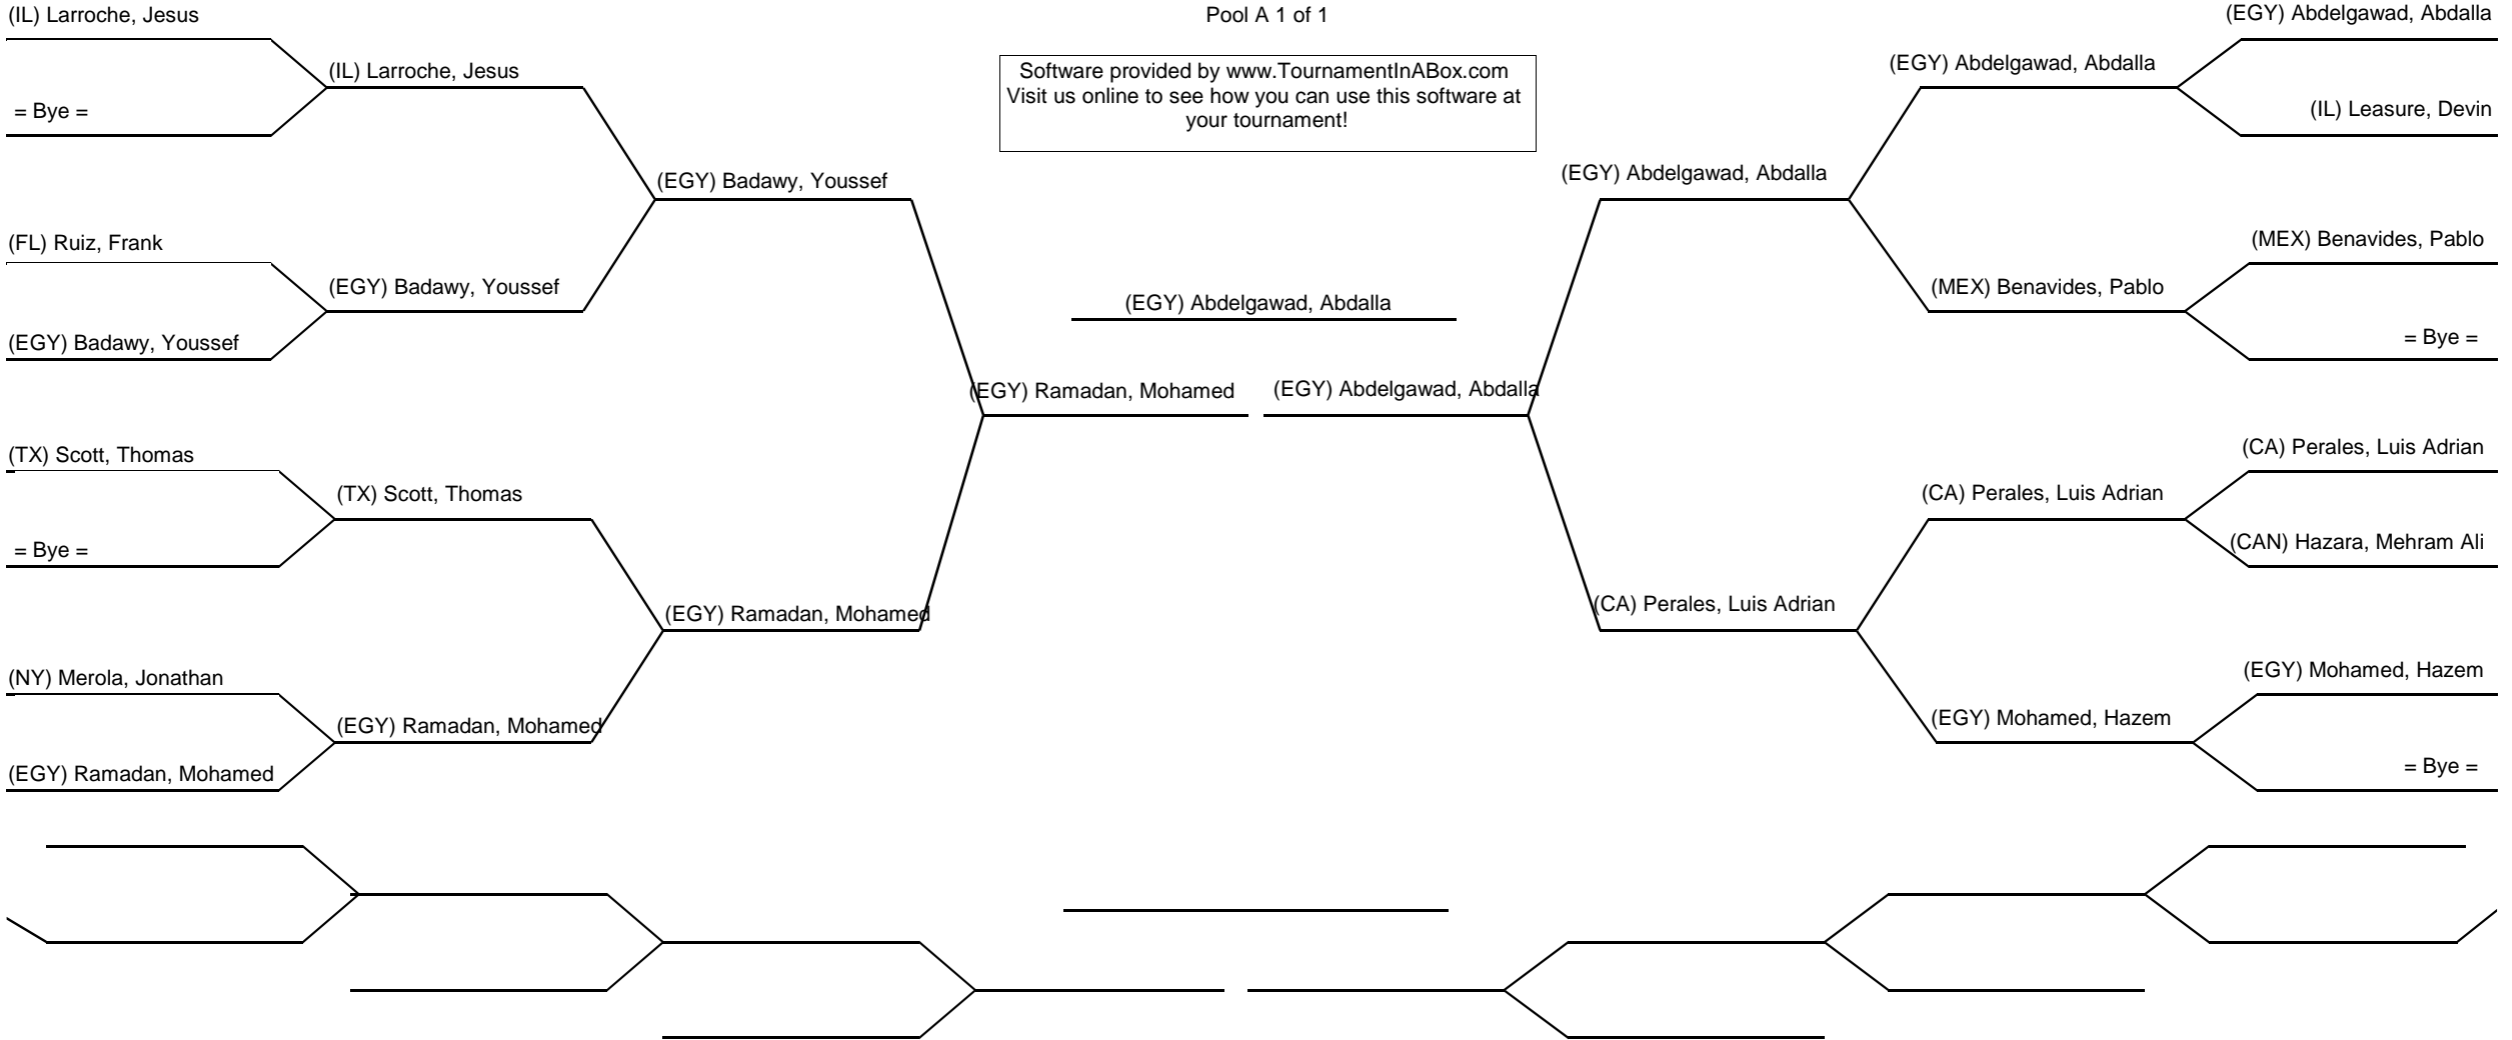 (IL) Larroche, Jesus
= Bye =
(FL) Ruiz, Frank
(EGY) Badawy, Youssef
(TX) Scott, Thomas
= Bye =
(NY) Merola, Jonathan
(EGY) Ramadan, Mohamed
(IL) Larroche, Jesus
(EGY) Badawy, Youssef
(TX) Scott, Thomas
(EGY) Ramadan, Mohamed
(EGY) Badawy, Youssef
(EGY) Ramadan, Mohamed
(EGY) Ramadan, Mohamed
Pool A 1 of 1
Software provided by www.TournamentInABox.com
Visit us online to see how you can use this software at
your tournament!
(EGY) Abdelgawad, Abdalla
(EGY) Abdelgawad, Abdalla
(EGY) Abdelgawad, Abdalla
(CA) Perales, Luis Adrian
(EGY) Abdelgawad, Abdalla
(MEX) Benavides, Pablo
(CA) Perales, Luis Adrian
(EGY) Mohamed, Hazem
(EGY) Abdelgawad, Abdalla
(IL) Leasure, Devin
(MEX) Benavides, Pablo
= Bye =
(CA) Perales, Luis Adrian
(CAN) Hazara, Mehram Ali
(EGY) Mohamed, Hazem
= Bye =